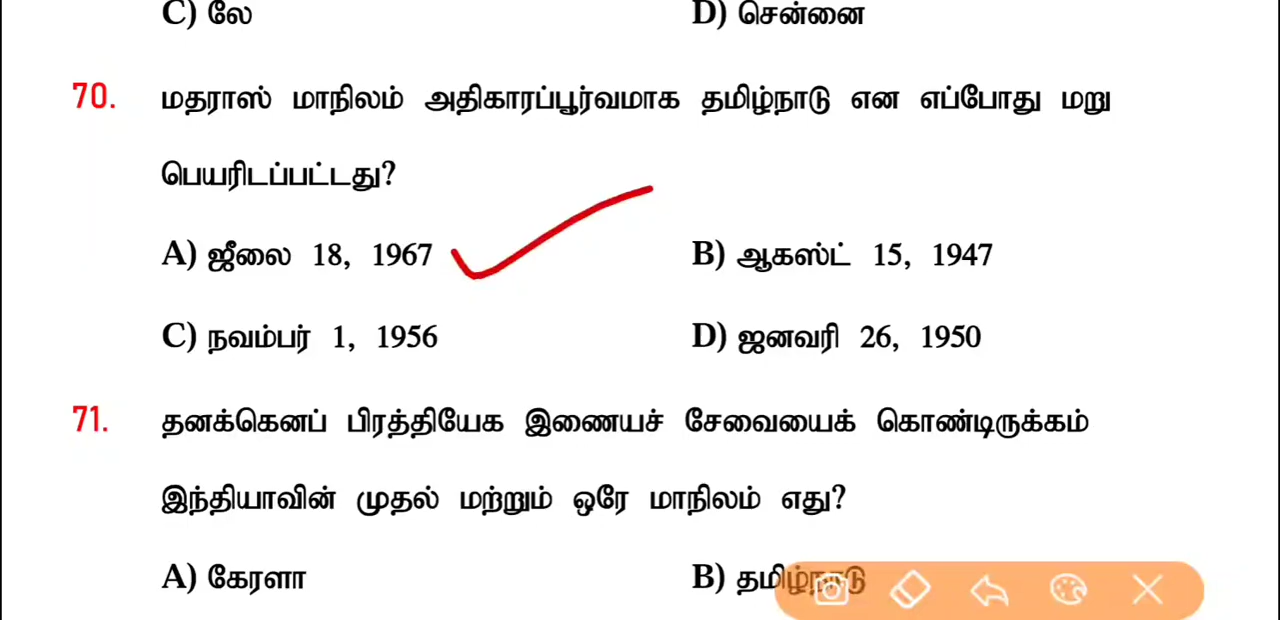 C) லே D) சென்னை
70. மதராஸ் மாநிலம் அதிகாரப்பூர்வமாக தமிழ்நாடு என எப்போது மறு
பெயரிடப்பட்டது?
A) ஜீலை 18, 1967 B) ஆகஸ்ட் 15, 1947
C) நவம்பர் 1, 1956 D) ஜனவரி 26, 1950
71. தனக்கெனப் பிரத்தியேக இணையச் சேவையைக் கொண்டிருக்கம்
இந்தியாவின் முதல் மற்றும் ஒரே மாநிலம் எது?
A) கேரளா B) தமிழ்நாடு